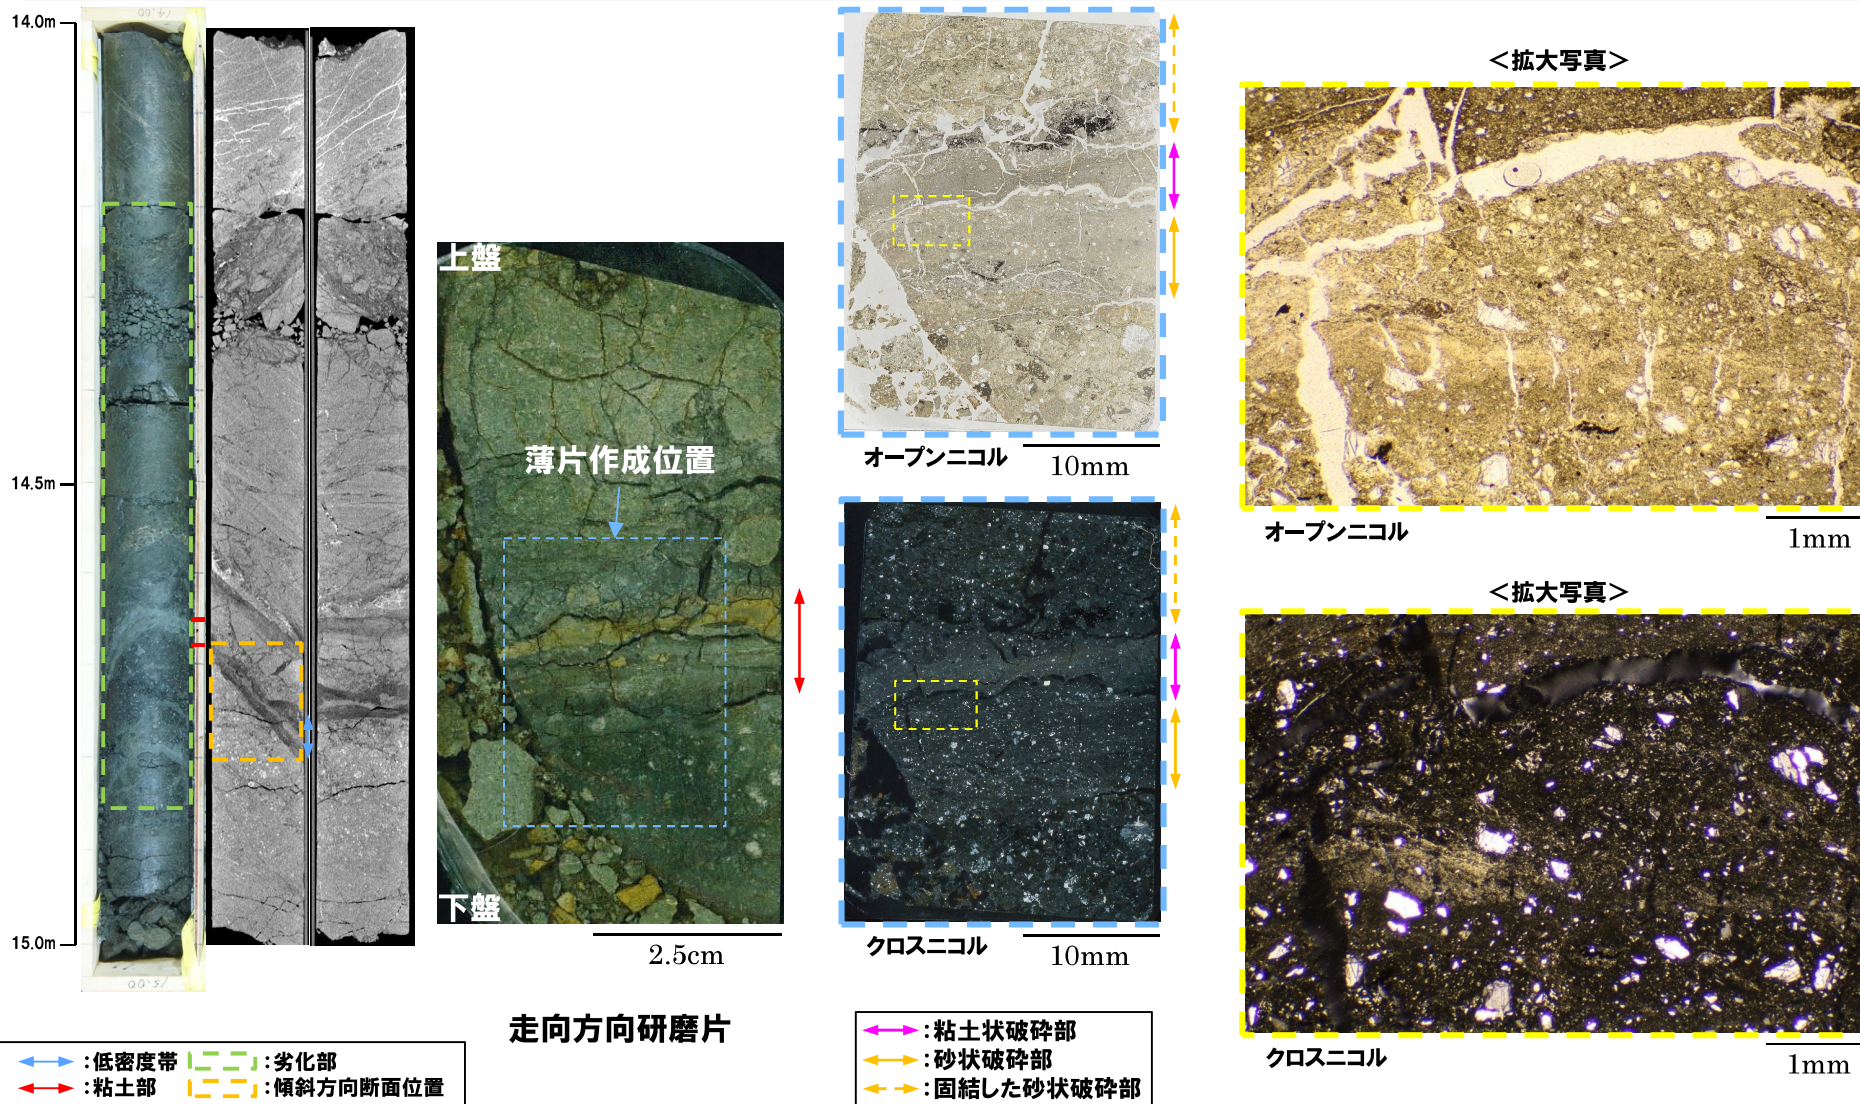 14.0m
14.00
14.5m
15.0m
15.00
上盤
薄片作成位置
下盤
2.5cm
走向方向研磨片
オープンニコル
10mm
クロスニコル
10mm
<拡大写真>
オープンニコル
1mm
<拡大写真>
クロスニコル
1mm
:低密度帯
:劣化部
:粘土部
:傾斜方向断面位置
:粘土状破砕部
:砂状破砕部
:固結した砂状破砕部